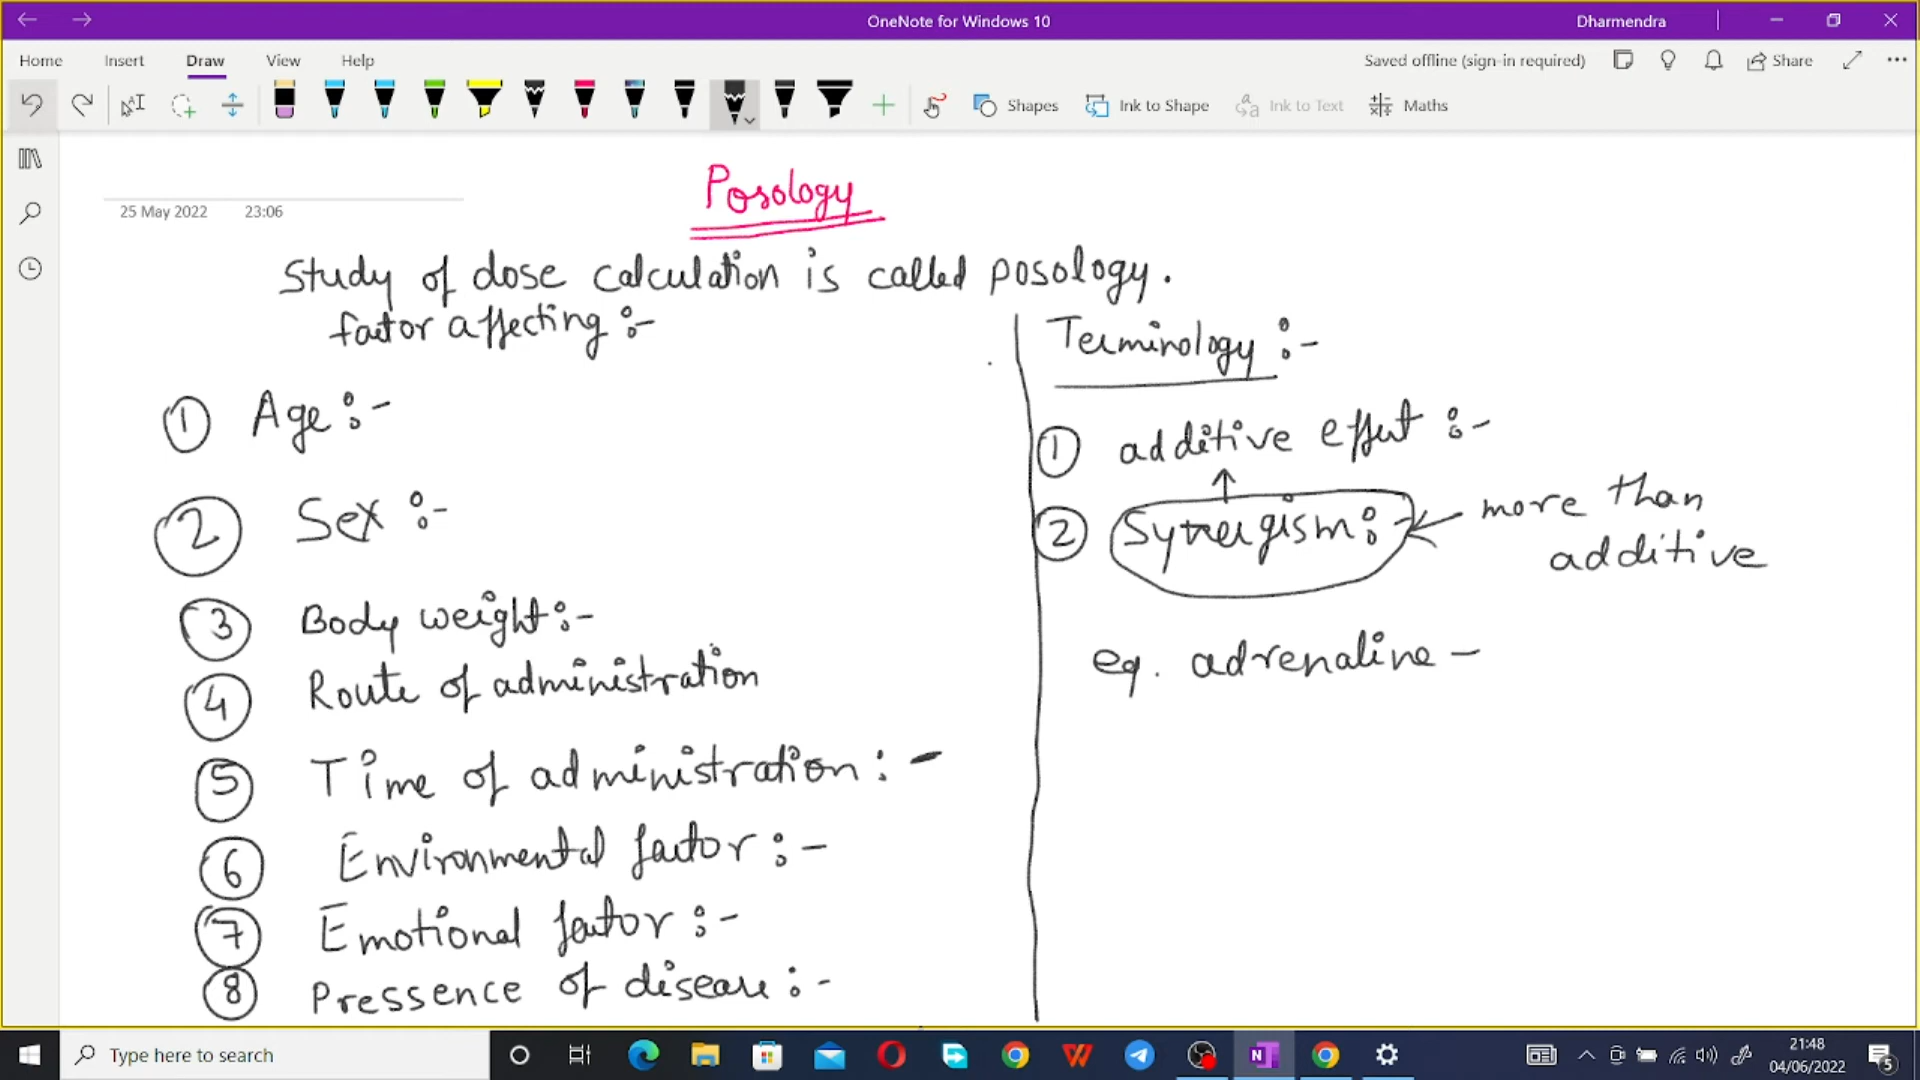 OneNote for Windows 10
Dharmendra
Home Insert Draw View Help
Saved offline (sign-in required)
Share
Shapes
Ink to Shape
Ink to Text
Maths
25 May 2022 23:06
Posology
Study of dose calculation is called posology.
factor affecting :-
① Age :-
② Sex :-
③ Body weight :-
④ Route of administration
⑤ Time of administration : -
⑥ Environmental factor : -
⑦ Emotional factor : -
⑧ Pressence of disease : -
Terminology :-
① additive effect :-
↑
② Synergism :- ← more than
additive
eg. adrenaline -
Type here to search
21:48
04/06/2022
5